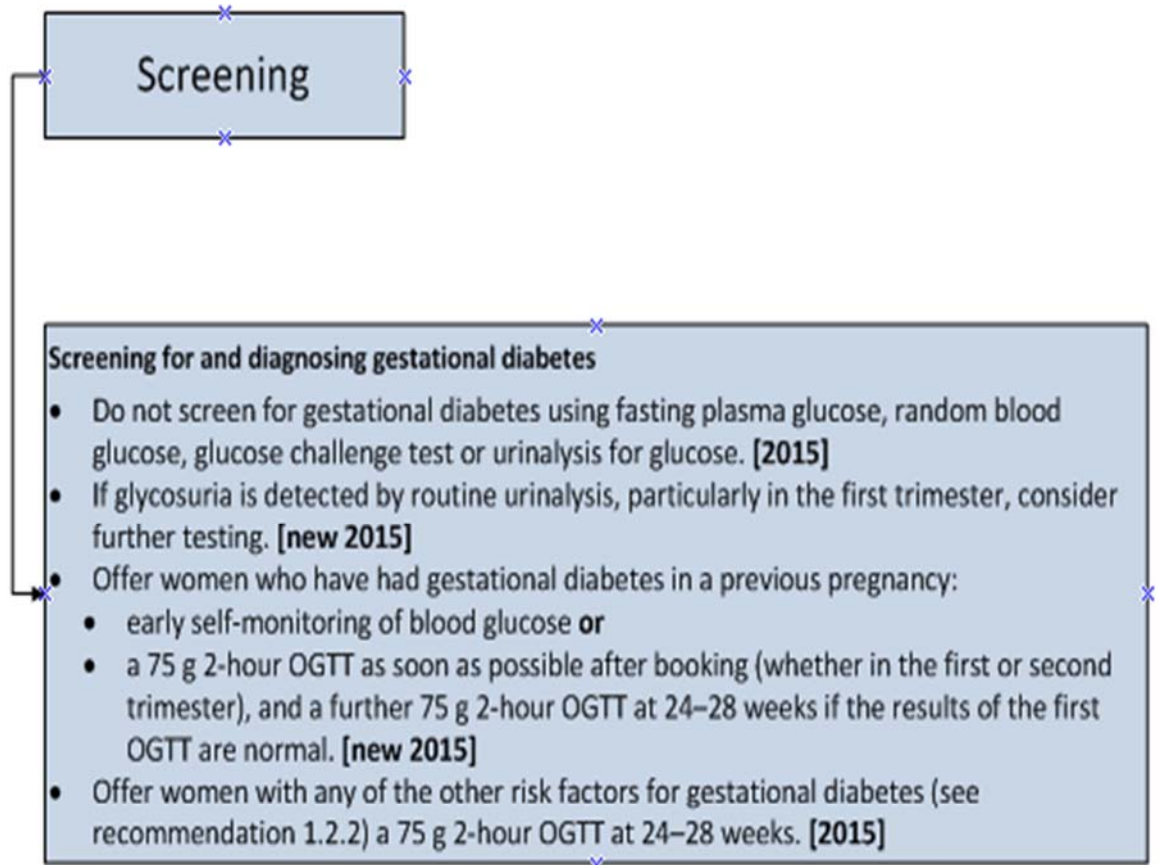 Screening
Screening for and diagnosing gestational diabetes
• Do not screen for gestational diabetes using fasting plasma glucose, random blood
glucose, glucose challenge test or urinalysis for glucose. [2015]
• If glycosuria is detected by routine urinalysis, particularly in the first trimester, consider
further testing. [new 2015]
• Offer women who have had gestational diabetes in a previous pregnancy:
• early self-monitoring of blood glucose or
• a 75 g 2-hour OGTT as soon as possible after booking (whether in the first or second
trimester), and a further 75 g 2-hour OGTT at 24–28 weeks if the results of the first
OGTT are normal. [new 2015]
• Offer women with any of the other risk factors for gestational diabetes (see
recommendation 1.2.2) a 75 g 2-hour OGTT at 24–28 weeks. [2015]